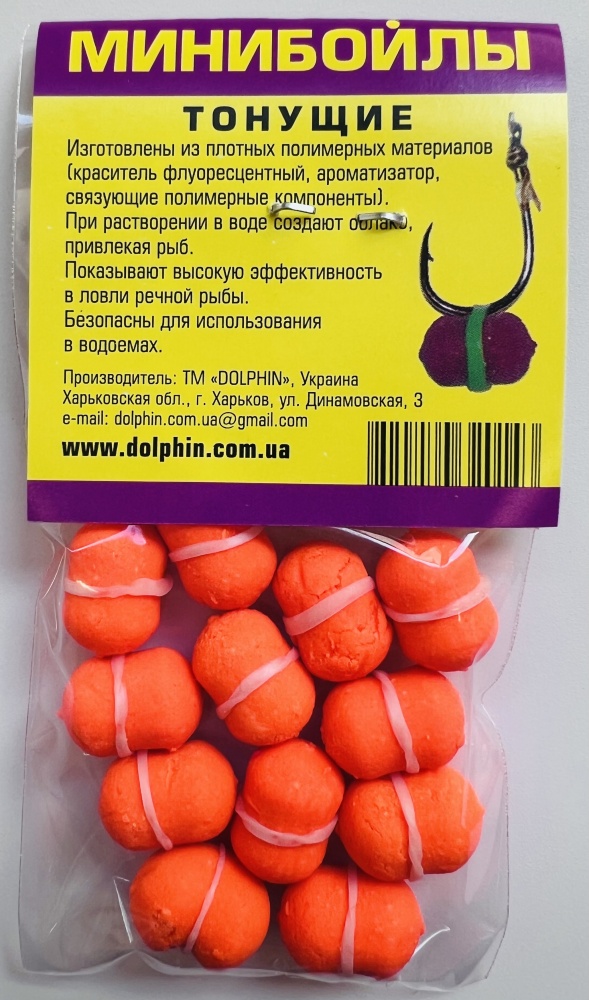 МИНИБОЙЛЫ
ТОНУЩИЕ
Изготовлены из плотных полимерных материалов
(краситель флуоресцентный, ароматизатор,
связующие полимерные компоненты).
При растворении в воде создают облако,
привлекая рыб.
Показывают высокую эффективность
в ловли речной рыбы.
Безопасны для использования
в водоемах.
Производитель: ТМ «DOLPHIN», Украина
Харьковская обл., г. Харьков, ул. Динамовская, 3
e-mail: dolphin.com.ua@gmail.com
www.dolphin.com.ua